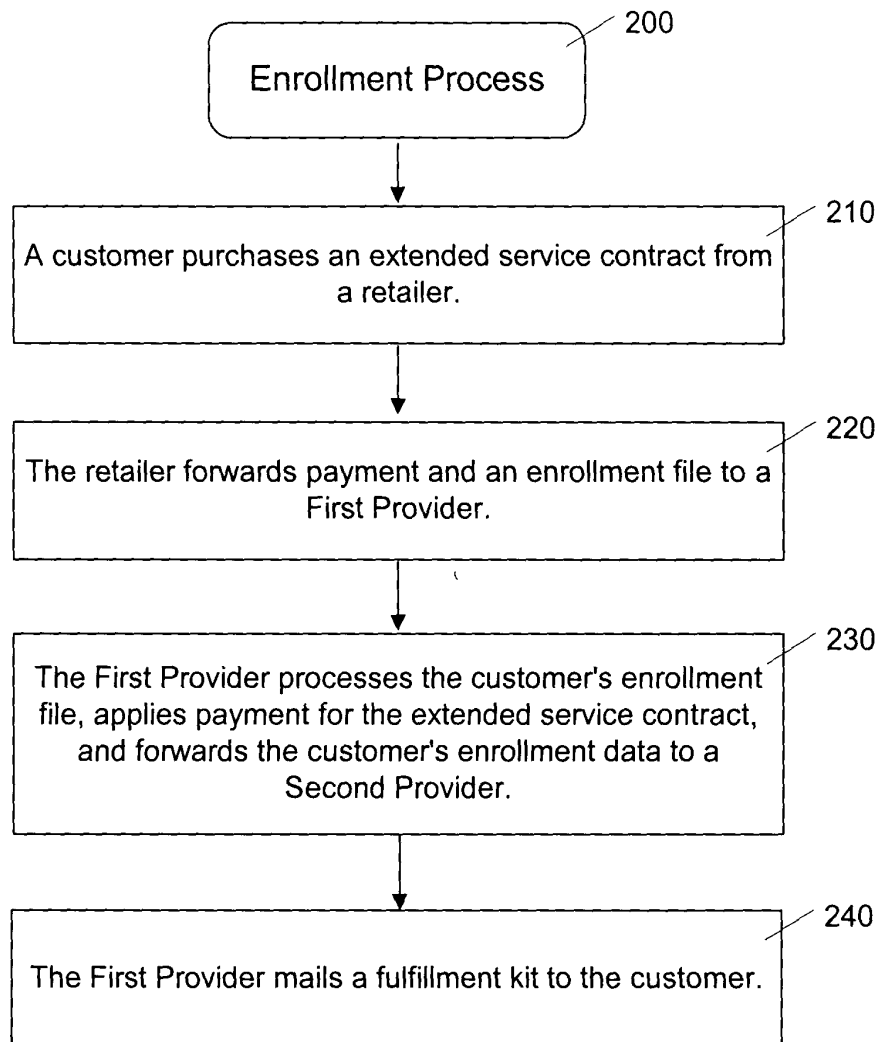 200
Enrollment Process
210
A customer purchases an extended service contract from
a retailer.
220
The retailer forwards payment and an enrollment file to a
First Provider.
230
The First Provider processes the customer's enrollment
file, applies payment for the extended service contract,
and forwards the customer's enrollment data to a
Second Provider.
240
The First Provider mails a fulfillment kit to the customer.